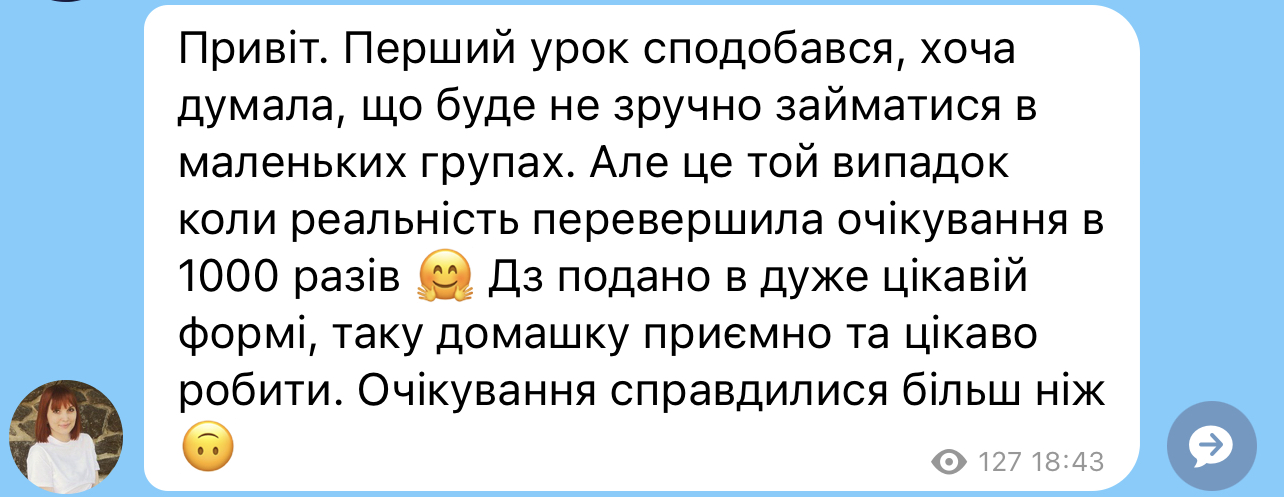 Привіт. Перший урок сподобався, хоча
думала, що буде не зручно займатися в
маленьких групах. Але це той випадок
коли реальність перевершила очікування в
1000 разів 🤗 Дз подано в дуже цікавій
формі, таку домашку приємно та цікаво
робити. Очікування справдилися більш ніж
🙃
127 18:43